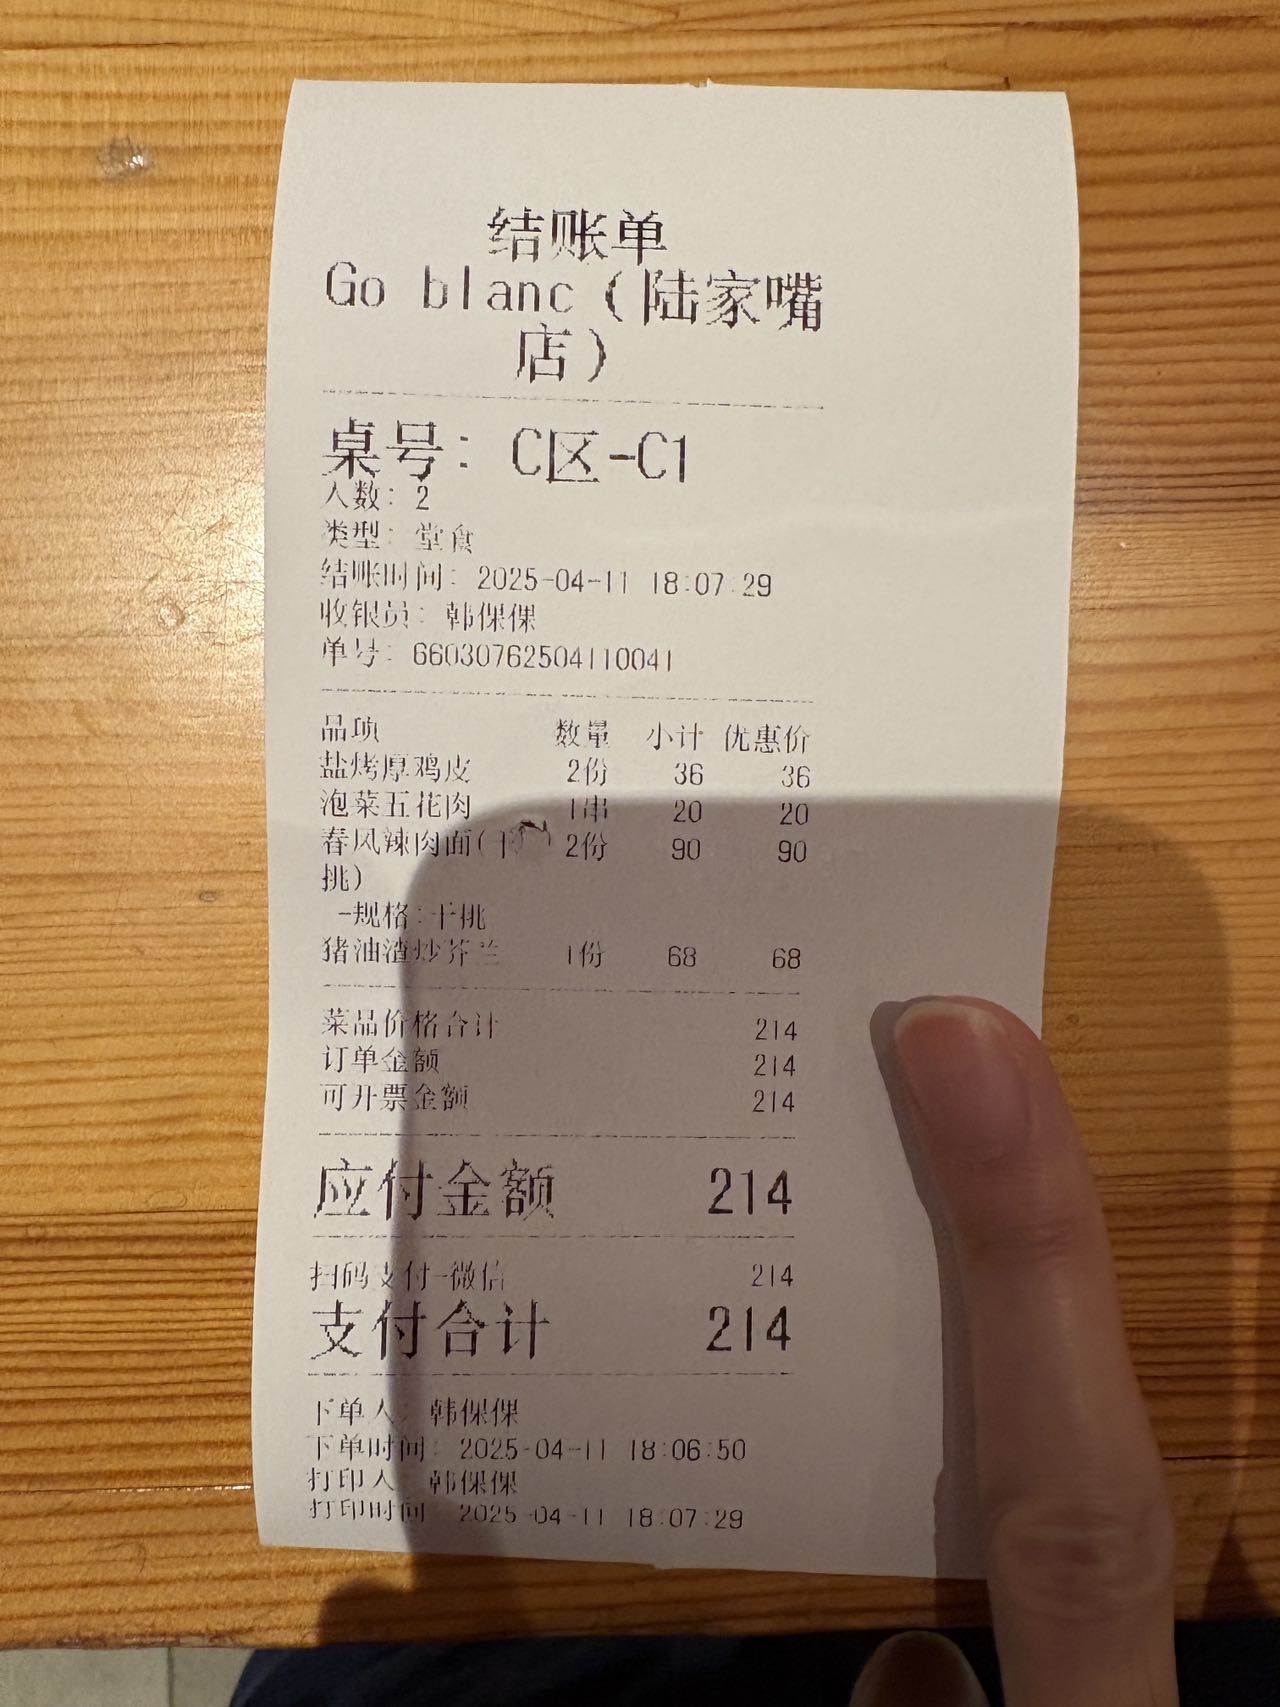 结账单
Go blanc(陆家嘴
店)
桌号: C区-C1
人数: 2
类型: 堂食
结账时间: 2025-04-11 18:07:29
收银员: 韩倮倮
单号: 66030762504110041
品项 数量 小计 优惠价
盐烤厚鸡皮 2份 36 36
泡菜五花肉 1串 20 20
春风辣肉面(干 2份 90 90
挑)
-规格:干挑
猪油渣炒芥兰 1份 68 68
菜品价格合计 214
订单金额 214
可开票金额 214
应付金额 214
扫码支付-微信 214
支付合计 214
下单人: 韩倮倮
下单时间: 2025-04-11 18:06:50
打印人: 韩倮倮
打印时间: 2025-04-11 18:07:29